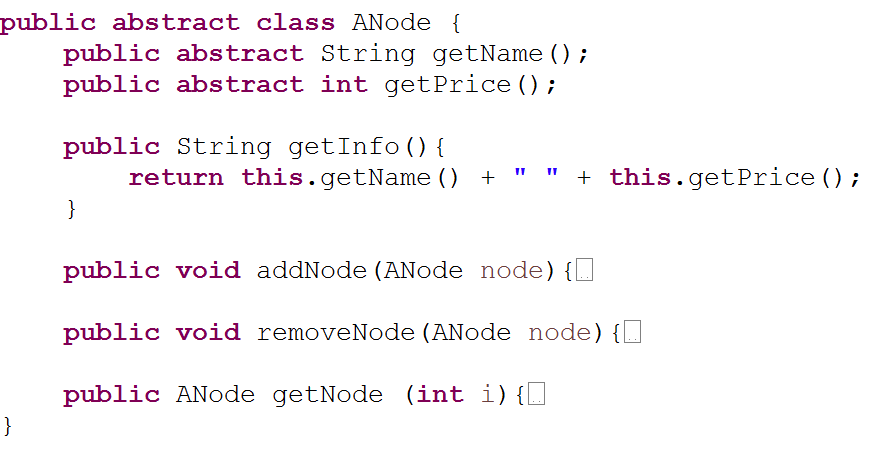 public abstract class ANode {
    public abstract String getName();
    public abstract int getPrice();
    public String getInfo(){
        return this.getName() + " " + this.getPrice();
    }
    public void addNode(ANode node){..
    public void removeNode(ANode node){..
    public ANode getNode (int i){..
}